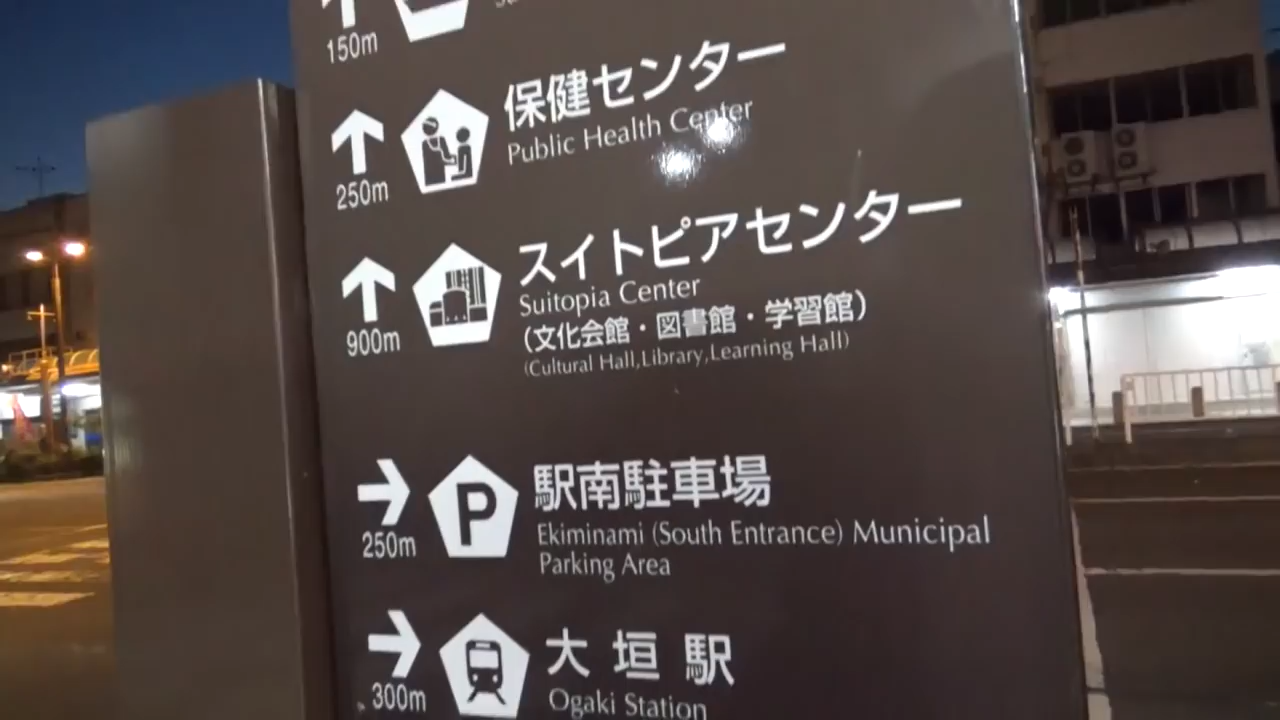 150m
保健センター
Public Health Center
250m
スイトピアセンター
Suitopia Center
(文化会館・図書館・学習館)
(Cultural Hall,Library,Learning Hall)
900m
P
駅南駐車場
Ekiminami (South Entrance) Municipal
Parking Area
250m
大垣駅
Ogaki Station
300m